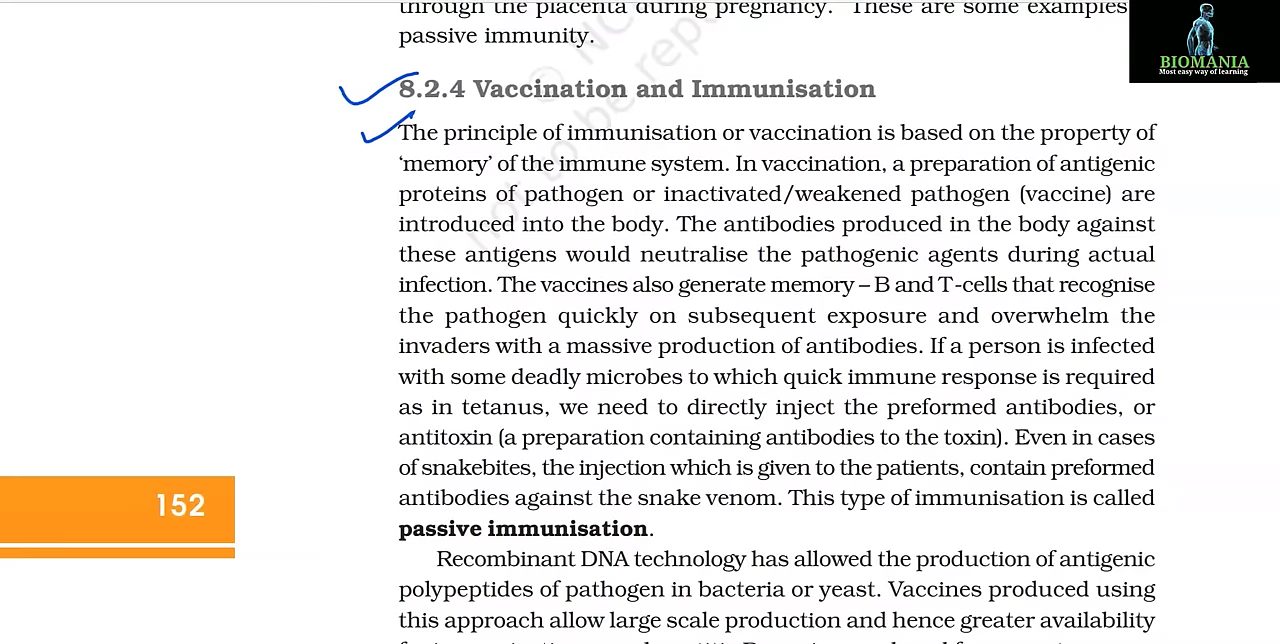 through the placenta during pregnancy. These are some examples
passive immunity.
BIOMANIA
Most easy way of learning
8.2.4 Vaccination and Immunisation
The principle of immunisation or vaccination is based on the property of
‘memory’ of the immune system. In vaccination, a preparation of antigenic
proteins of pathogen or inactivated/weakened pathogen (vaccine) are
introduced into the body. The antibodies produced in the body against
these antigens would neutralise the pathogenic agents during actual
infection. The vaccines also generate memory – B and T-cells that recognise
the pathogen quickly on subsequent exposure and overwhelm the
invaders with a massive production of antibodies. If a person is infected
with some deadly microbes to which quick immune response is required
as in tetanus, we need to directly inject the preformed antibodies, or
antitoxin (a preparation containing antibodies to the toxin). Even in cases
of snakebites, the injection which is given to the patients, contain preformed
antibodies against the snake venom. This type of immunisation is called
passive immunisation.
152
Recombinant DNA technology has allowed the production of antigenic
polypeptides of pathogen in bacteria or yeast. Vaccines produced using
this approach allow large scale production and hence greater availability